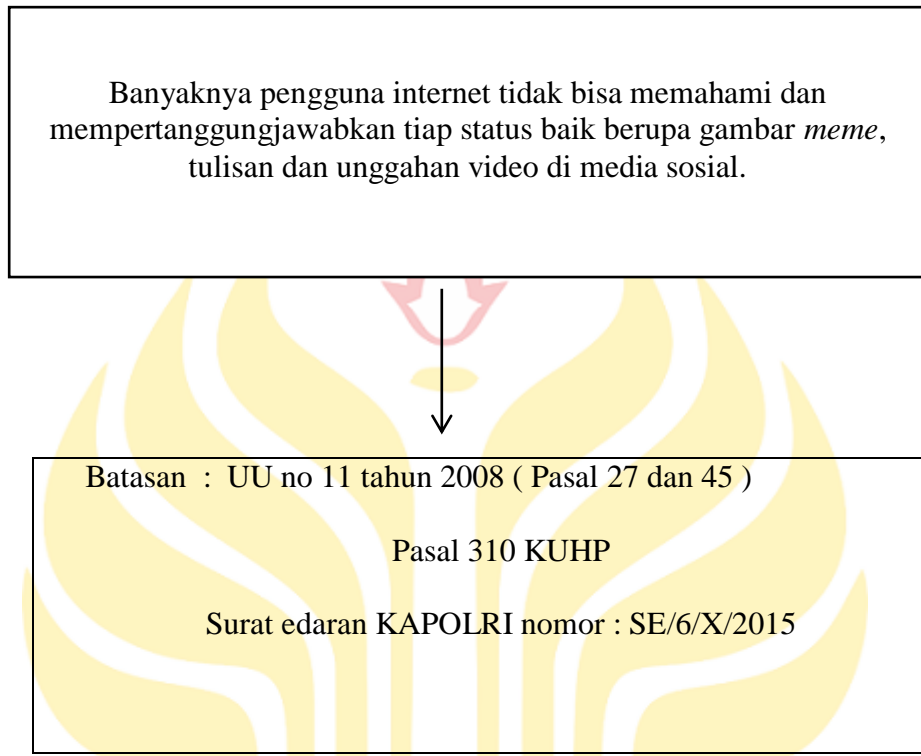 Banyaknya pengguna internet tidak bisa memahami dan
mempertanggungjawabkan tiap status baik berupa gambar meme,
tulisan dan unggahan video di media sosial.
Batasan : UU no 11 tahun 2008 ( Pasal 27 dan 45 )
Pasal 310 KUHP
Surat edaran KAPOLRI nomor : SE/6/X/2015